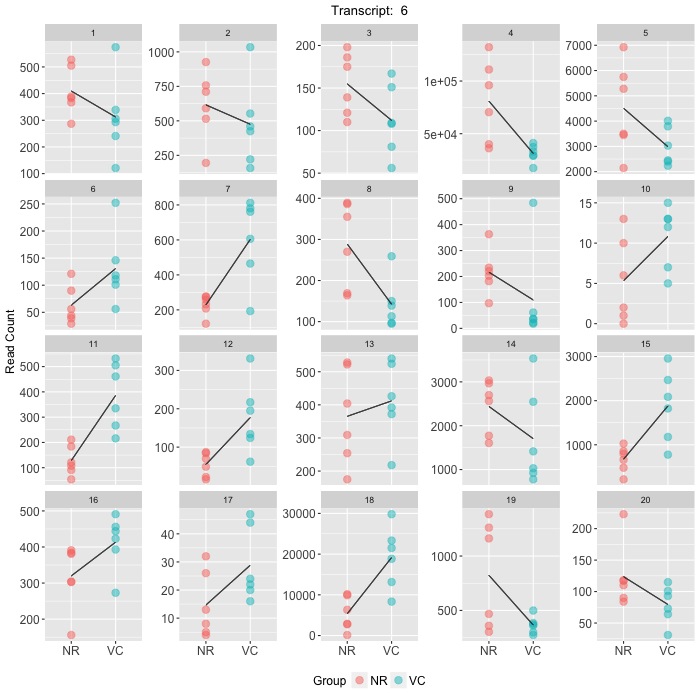 Transcript: 6
1 2 3 4 5
500 400 300 200 100
1000 750 500 250
200 150 100 50
1e+05 5e+04
7000 6000 5000 4000 3000 2000
6 7 8 9 10
250 200 150 100 50
800 600 400 200
400 300 200 100
500 400 300 200 100 0
15 10 5 0
Read Count
11 12 13 14 15
500 400 300 200 100
300 200 100
500 400 300 200
3000 2000 1000
3000 2000 1000
16 17 18 19 20
500 400 300 200
40 30 20 10
30000 20000 10000 0
1000 500
200 150 100 50
NR VC NR VC NR VC NR VC NR VC
Group NR VC